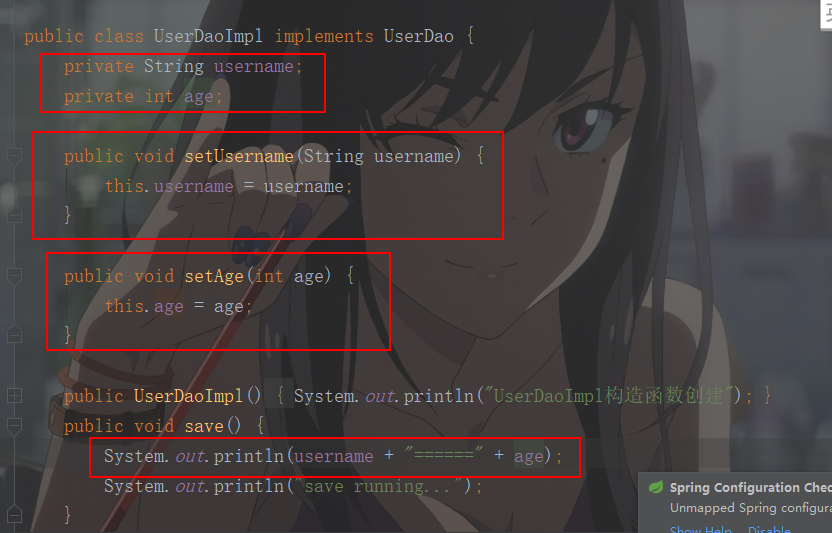 public class UserDaoImpl implements UserDao {
private String username;
private int age;
public void setUsername(String username) {
this.username = username;
}
public void setAge(int age) {
this.age = age;
}
public UserDaoImpl() { System.out.println("UserDaoImpl构造函数创建"); }
public void save() {
System.out.println(username + "======" + age);
System.out.println("save running...");
}
Spring Configuration Chec
Unmapped Spring configura
Show Help Disable